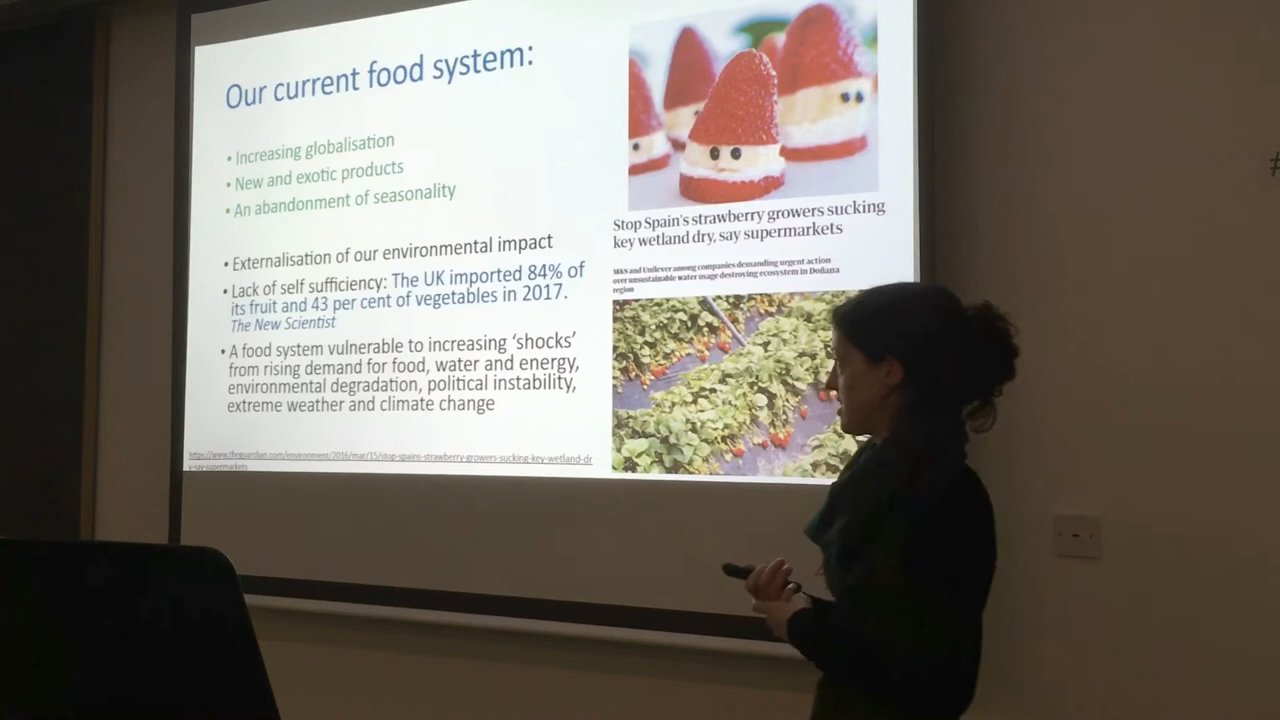 Our current food system:
• Increasing globalisation
• New and exotic products
• An abandonment of seasonality
• Externalisation of our environmental impact
• Lack of self sufficiency: The UK imported 84% of
its fruit and 43 per cent of vegetables in 2017.
The New Scientist
• A food system vulnerable to increasing ‘shocks’
from rising demand for food, water and energy,
environmental degradation, political instability,
extreme weather and climate change
https://www.theguardian.com/environment/2016/mar/15/stop-spains-strawberry-growers-sucking-key-wetland-dr
y-say-supermarkets
Stop Spain's strawberry growers sucking
key wetland dry, say supermarkets
M&S and Unilever among companies demanding urgent action
over unsustainable water usage destroying ecosystem in Doñana
region
#